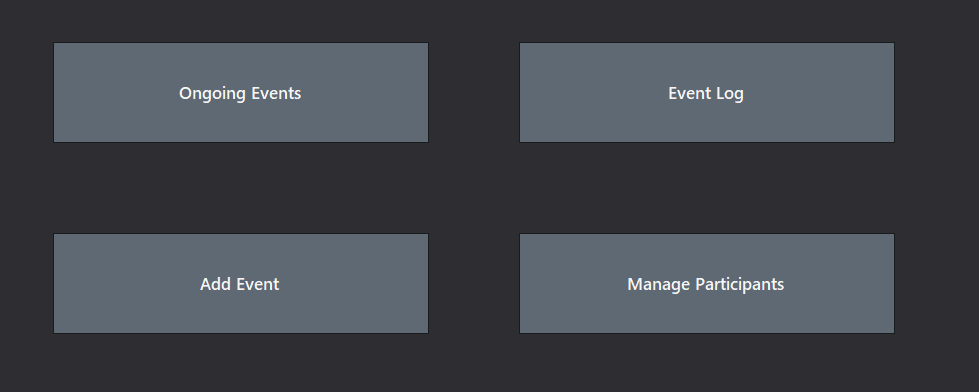 Ongoing Events
Event Log
Add Event
Manage Participants